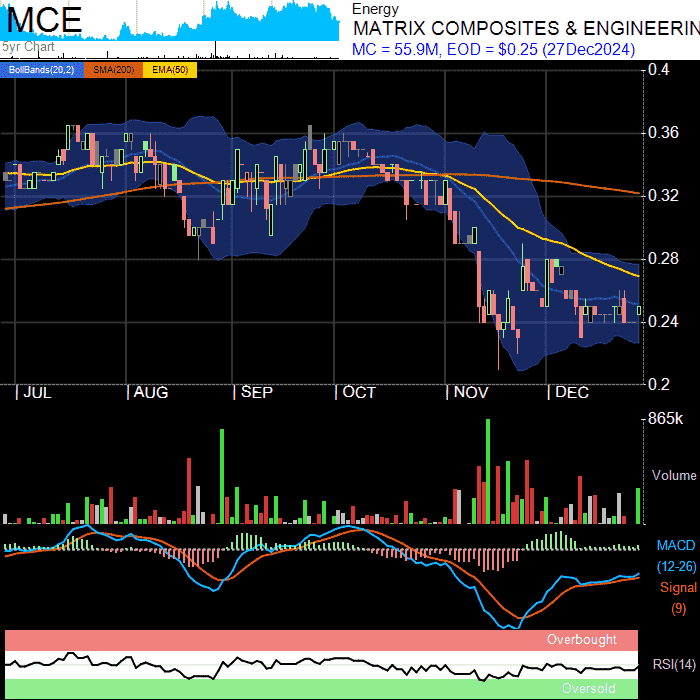 MCE
5yr Chart
Energy
MATRIX COMPOSITES & ENGINEERIN
MC = 55.9M, EOD = $0.25 (27Dec2024)
BollBands(20,2) SMA(200) EMA(50)
0.4
0.36
0.32
0.28
0.24
0.2
JUL AUG SEP OCT NOV DEC
865k
Volume
MACD
(12-26)
Signal
(9)
Overbought
RSI(14)
Oversold